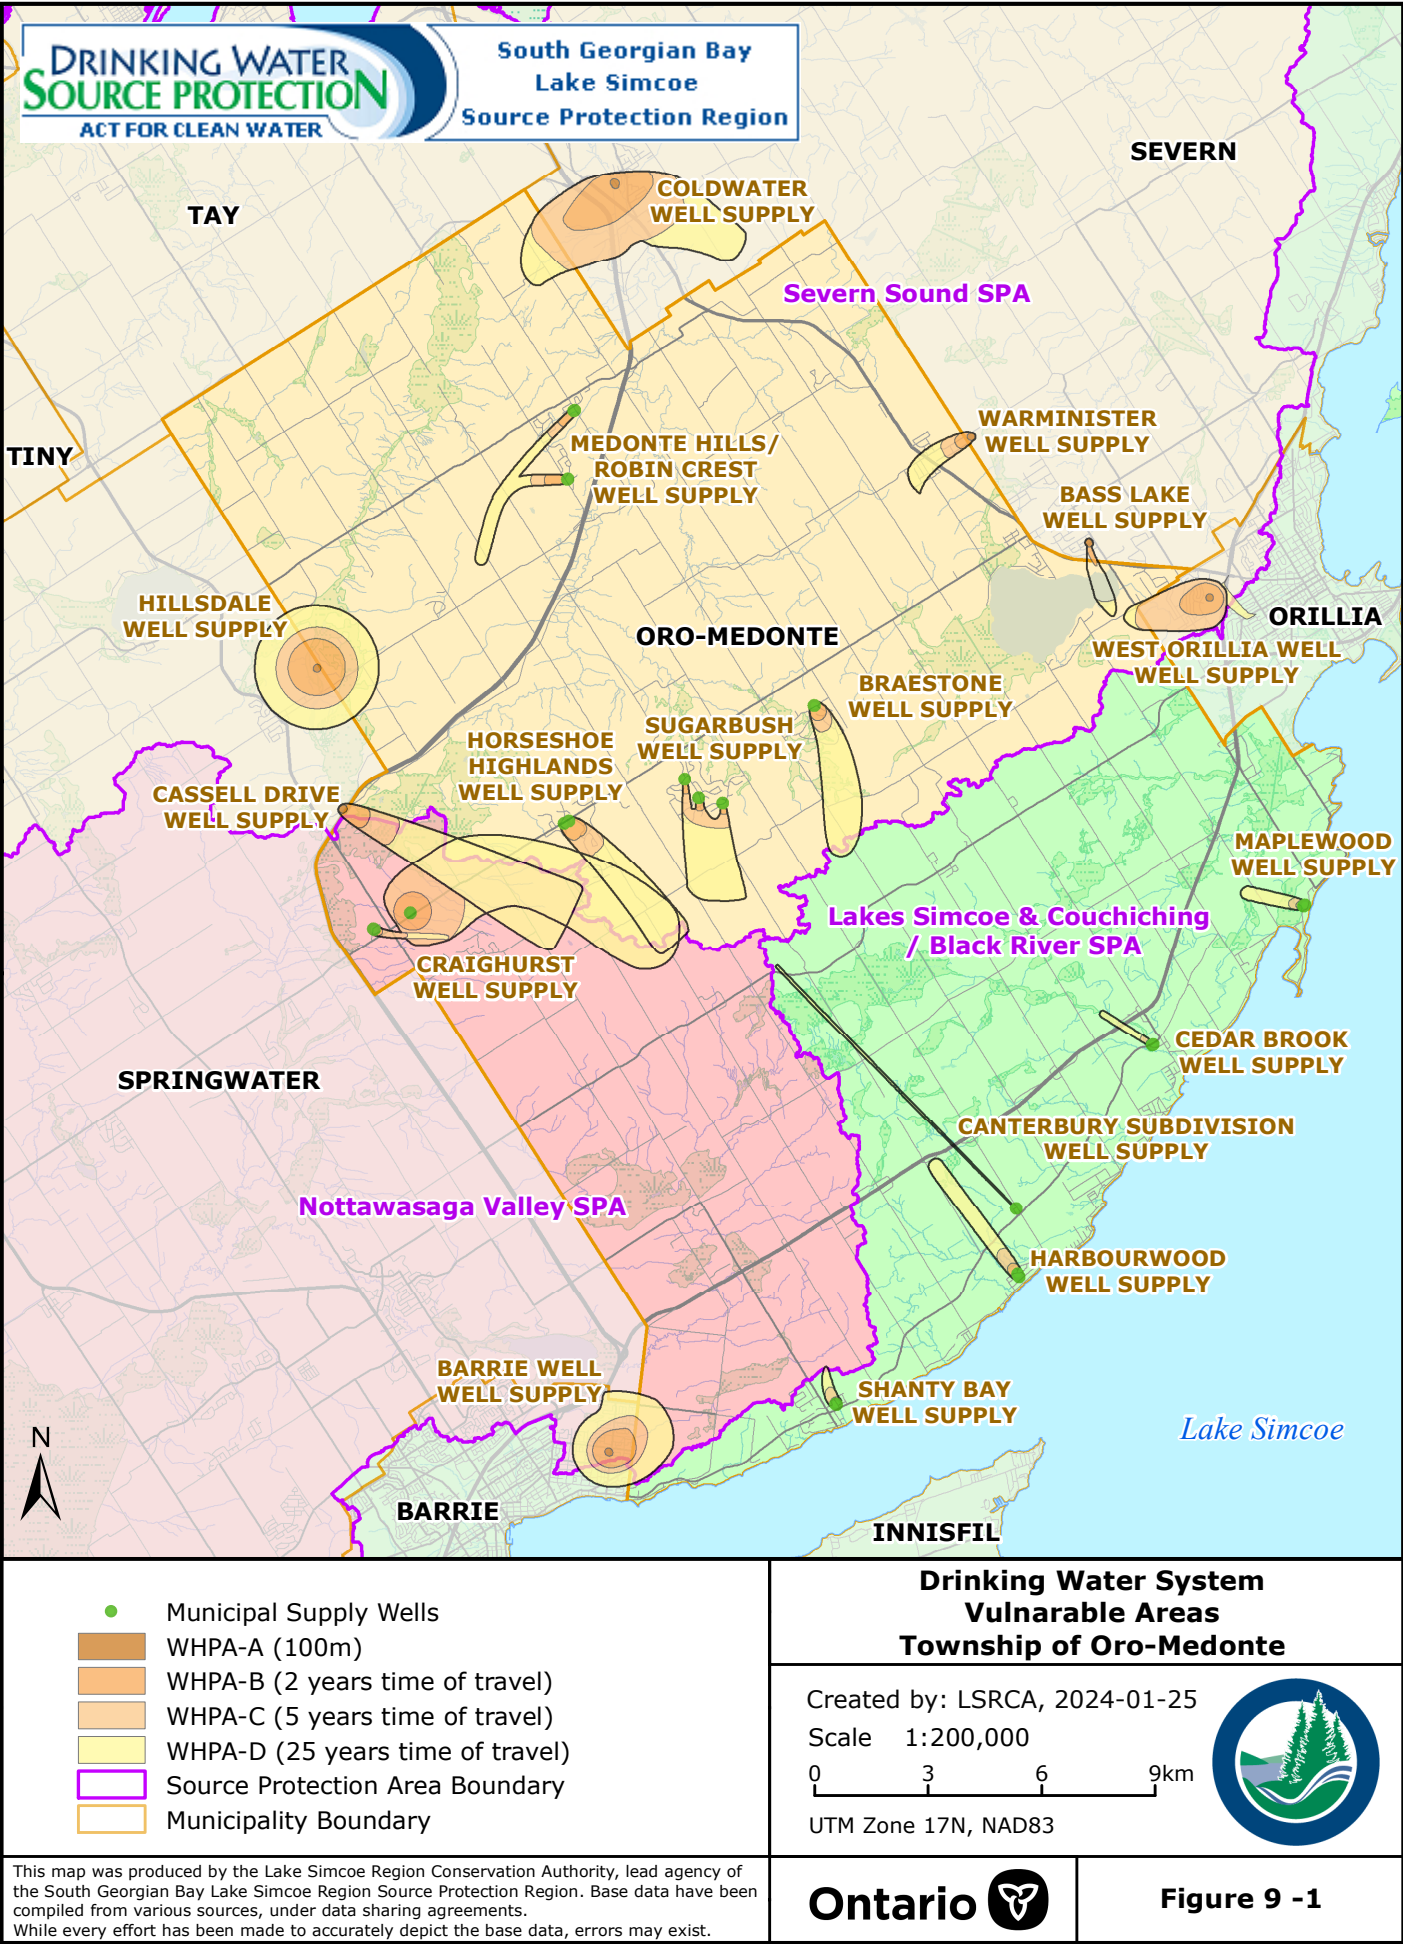 DRINKING WATER
SOURCE PROTECTION
ACT FOR CLEAN WATER
South Georgian Bay
Lake Simcoe
Source Protection Region
SEVERN
TAY
COLDWATER
WELL SUPPLY
Severn Sound SPA
TINY
MEDONTE HILLS/
ROBIN CREST
WELL SUPPLY
WARMINISTER
WELL SUPPLY
BASS LAKE
WELL SUPPLY
HILLSDALE
WELL SUPPLY
ORO-MEDONTE
ORILLIA
WEST ORILLIA WELL
WELL SUPPLY
BRAESTONE
WELL SUPPLY
SUGARBUSH
WELL SUPPLY
HORSESHOE
HIGHLANDS
WELL SUPPLY
CASSELL DRIVE
WELL SUPPLY
MAPLEWOOD
WELL SUPPLY
Lakes Simcoe & Couchiching
/ Black River SPA
CRAIGHURST
WELL SUPPLY
CEDAR BROOK
WELL SUPPLY
SPRINGWATER
CANTERBURY SUBDIVISION
WELL SUPPLY
Nottawasaga Valley SPA
HARBOURWOOD
WELL SUPPLY
BARRIE WELL
WELL SUPPLY
SHANTY BAY
WELL SUPPLY
Lake Simcoe
N
BARRIE
INNISFIL
Municipal Supply Wells
WHPA-A (100m)
WHPA-B (2 years time of travel)
WHPA-C (5 years time of travel)
WHPA-D (25 years time of travel)
Source Protection Area Boundary
Municipality Boundary
Drinking Water System
Vulnarable Areas
Township of Oro-Medonte
Created by: LSRCA, 2024-01-25
Scale 1:200,000
0 3 6 9km
UTM Zone 17N, NAD83
This map was produced by the Lake Simcoe Region Conservation Authority, lead agency of
the South Georgian Bay Lake Simcoe Region Source Protection Region. Base data have been
compiled from various sources, under data sharing agreements.
While every effort has been made to accurately depict the base data, errors may exist.
Ontario
Figure 9 -1